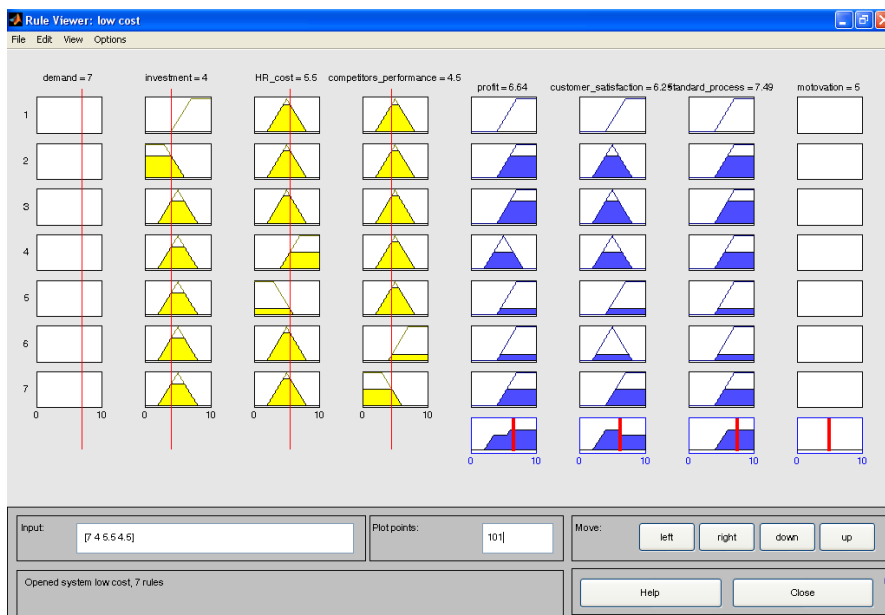 Rule Viewer: low cost
File Edit View Options
demand = 7 investment = 4 HR_cost = 5.5 competitors_performance = 4.5
profit = 6.64 customer_satisfaction = 6.25 standard_process = 7.49 motovation = 5
1
2
3
4
5
6
7
0 10 0 10 0 10 0 10
0 10 0 10 0 10 0 10
Input: [7 4 5.5 4.5] Plot points: 101 Move: left right down up
Opened system low cost, 7 rules
Help Close